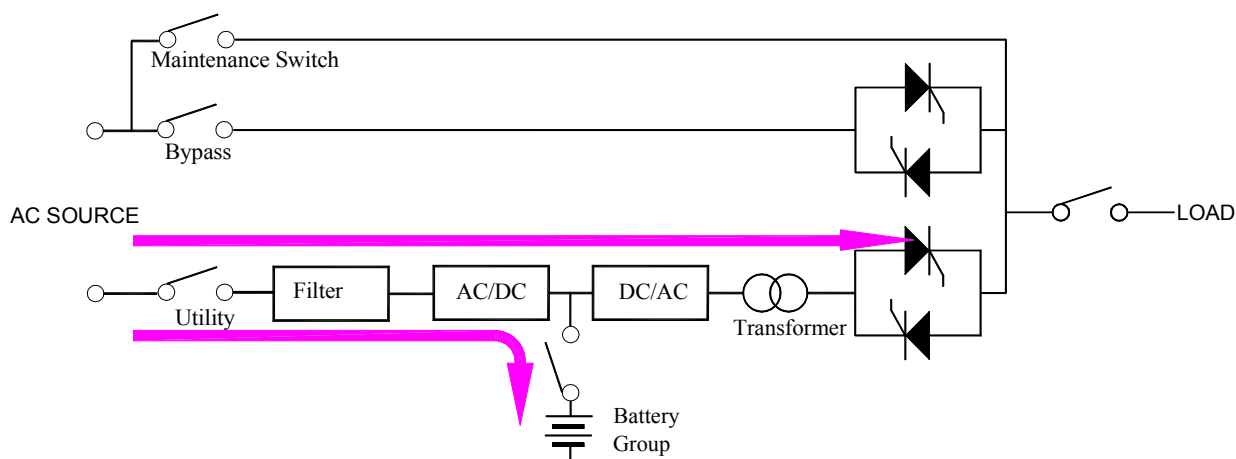 Maintenance Switch
Bypass
AC SOURCE
LOAD
Filter
AC/DC
DC/AC
Utility
Transformer
Battery
Group